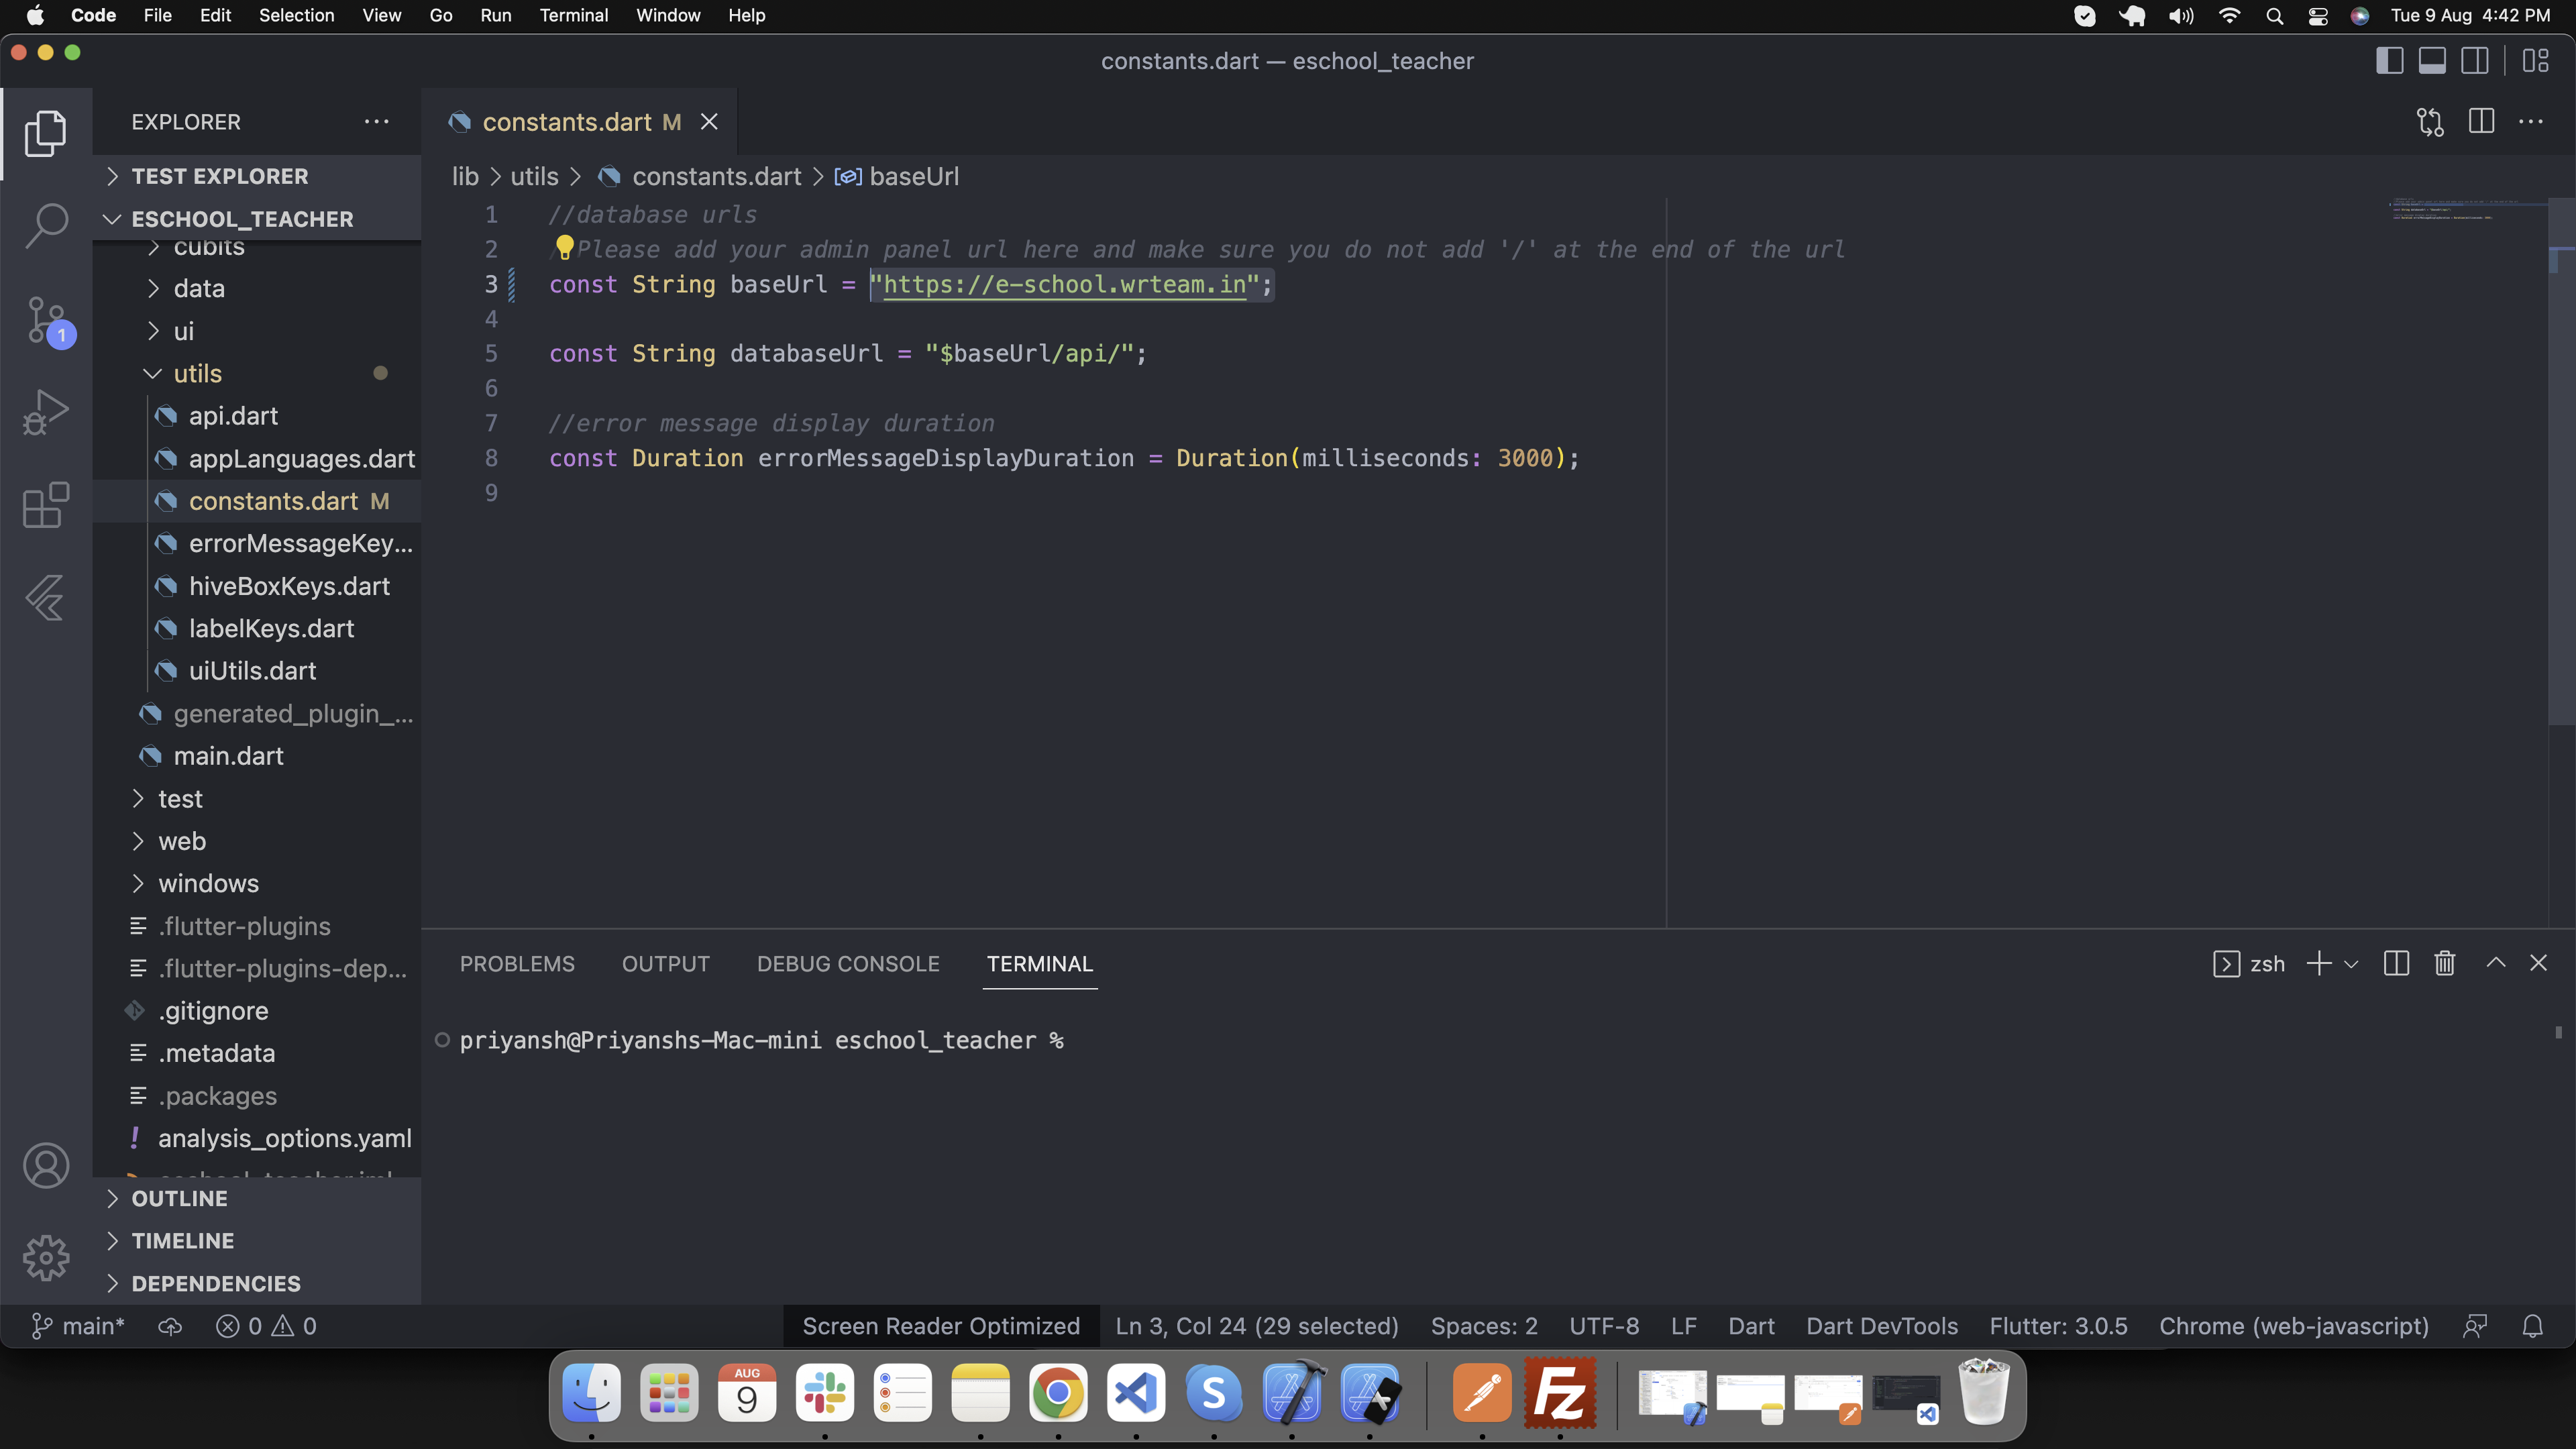 Code File Edit Selection View Go Run Terminal Window Help Tue 9 Aug 4:42 PM
constants.dart — eschool_teacher
EXPLORER
TEST EXPLORER
ESCHOOL_TEACHER
cubits
data
ui
utils
api.dart
appLanguages.dart
constants.dart M
errorMessageKey...
hiveBoxKeys.dart
labelKeys.dart
uiUtils.dart
generated_plugin_...
main.dart
test
web
windows
.flutter-plugins
.flutter-plugins-dep...
.gitignore
.metadata
.packages
analysis_options.yaml
OUTLINE
TIMELINE
DEPENDENCIES
1
constants.dart M
lib > utils > constants.dart > baseUrl
1 //database urls
2 Please add your admin panel url here and make sure you do not add '/' at the end of the url
3 const String baseUrl = "https://e-school.wrteam.in";
4
5 const String databaseUrl = "$baseUrl/api/";
6
7 //error message display duration
8 const Duration errorMessageDisplayDuration = Duration(milliseconds: 3000);
9
PROBLEMS OUTPUT DEBUG CONSOLE TERMINAL zsh
priyansh@Priyanshs-Mac-mini eschool_teacher %
main* 0 0 Screen Reader Optimized Ln 3, Col 24 (29 selected) Spaces: 2 UTF-8 LF Dart Dart DevTools Flutter: 3.0.5 Chrome (web-javascript)
AUG
9
S
Fz